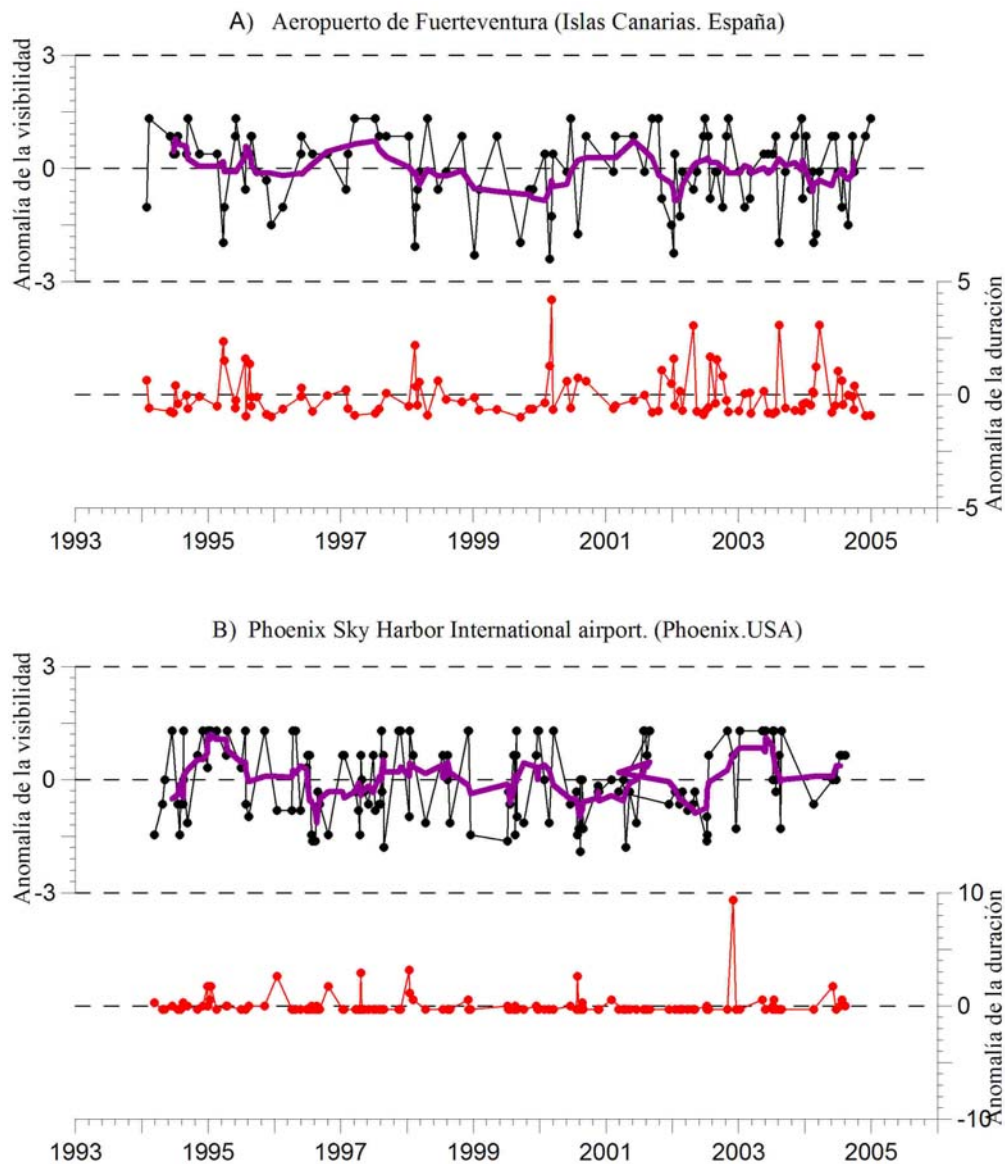 A) Aeropuerto de Fuerteventura (Islas Canarias. España)
3
0
-3
Anomalía de la visibilidad
5
0
-5
Anomalía de la duración
1993 1995 1997 1999 2001 2003 2005
B) Phoenix Sky Harbor International airport. (Phoenix.USA)
3
0
-3
Anomalía de la visibilidad
10
0
-10
Anomalía de la duración
1993 1995 1997 1999 2001 2003 2005